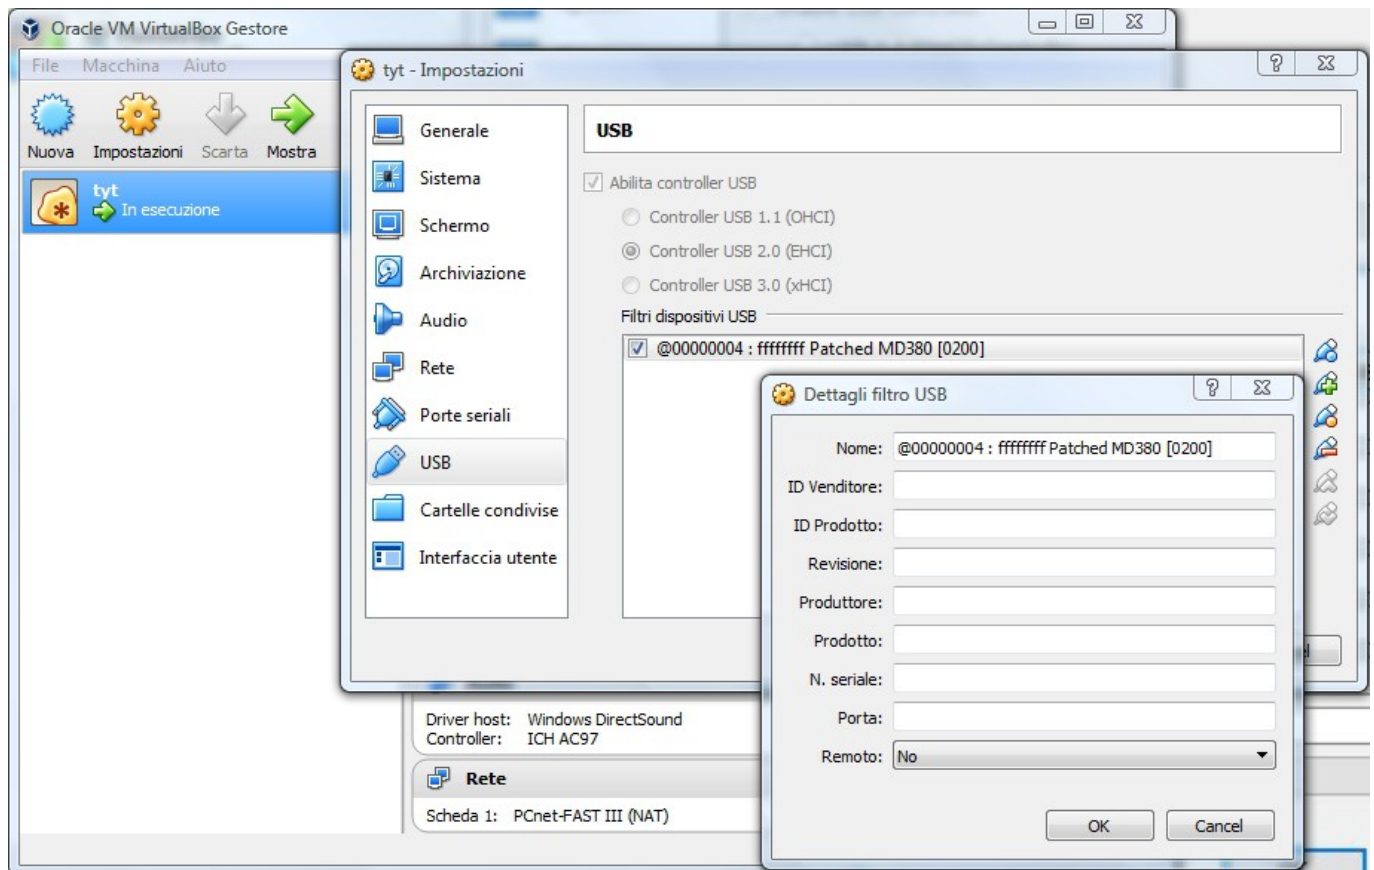 Oracle VM VirtualBox Gestore
File Macchina Aiuto
Nuova Impostazioni Scarta Mostra
tyt
In esecuzione
tyt - Impostazioni
Generale
Sistema
Schermo
Archiviazione
Audio
Rete
Porte seriali
USB
Cartelle condivise
Interfaccia utente
USB
Abilita controller USB
Controller USB 1.1 (OHCI)
Controller USB 2.0 (EHCI)
Controller USB 3.0 (xHCI)
Filtri dispositivi USB
@00000004 : ffffffff Patched MD380 [0200]
Dettagli filtro USB
Nome: @00000004 : ffffffff Patched MD380 [0200]
ID Venditore:
ID Prodotto:
Revisione:
Produttore:
Prodotto:
N. seriale:
Porta:
Remoto: No
OK Cancel
Driver host: Windows DirectSound
Controller: ICH AC97
Rete
Scheda 1: PCnet-FAST III (NAT)